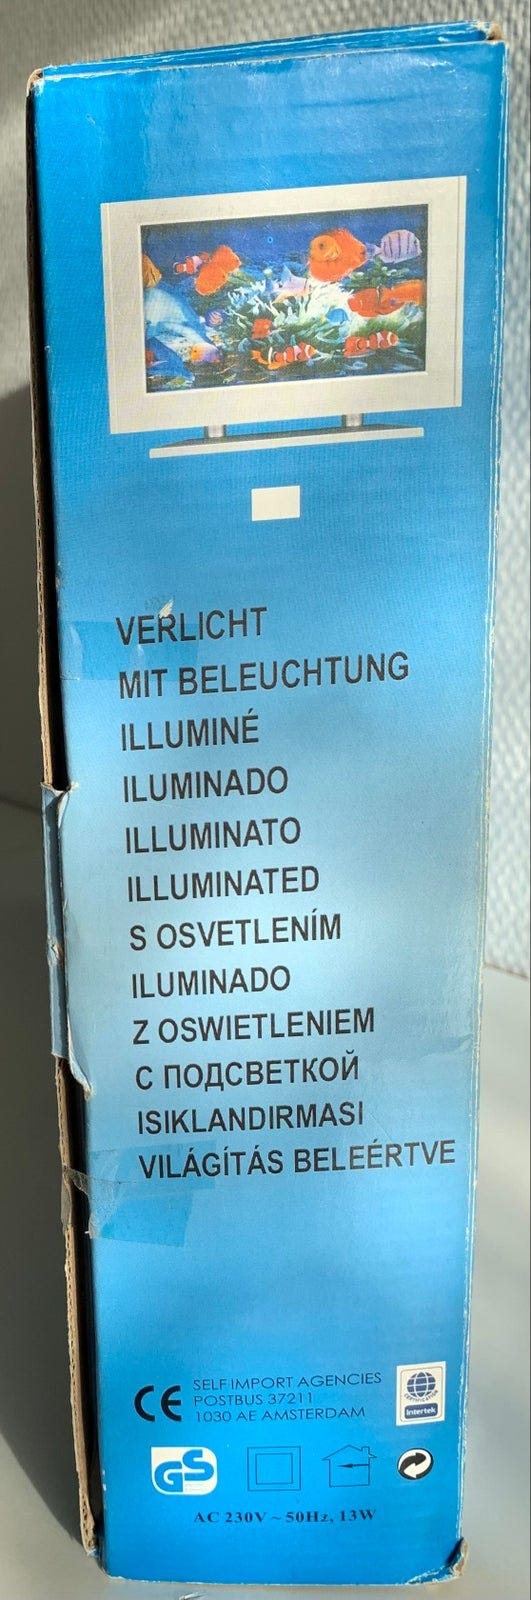 VERLICHT
MIT BELEUCHTUNG
ILLUMINÉ
ILUMINADO
ILLUMINATO
ILLUMINATED
S OSVETLENÍM
ILUMINADO
Z OSWIETLENIEM
С ПОДСВЕТКОЙ
ISIKLANDIRMASI
VILÁGÍTÁS BELEÉRTVE
CE
SELF IMPORT AGENCIES
POSTBUS 37211
1030 AE AMSTERDAM
CERTIFICATION
Intertek
GS
AC 230V ~ 50Hz, 13W